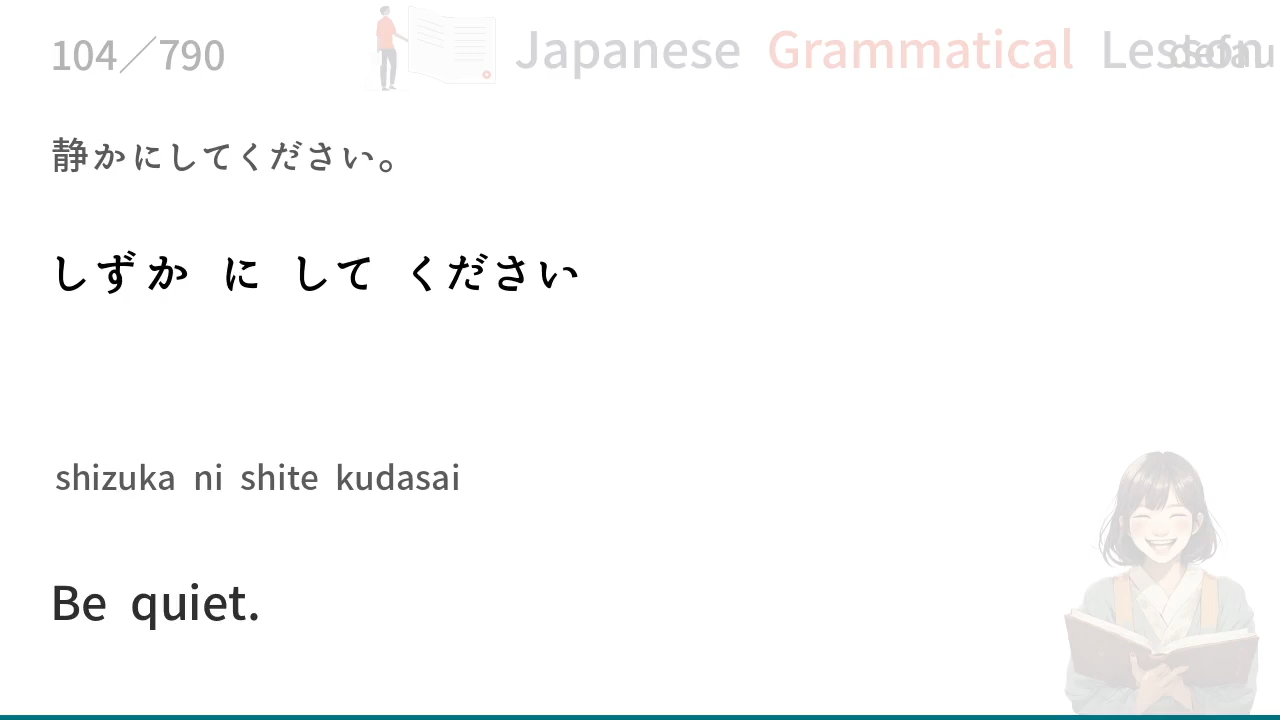 104／790
Japanese Grammatical Lesson
defau
静かにしてください。
しずか に して ください
shizuka ni shite kudasai
Be quiet.